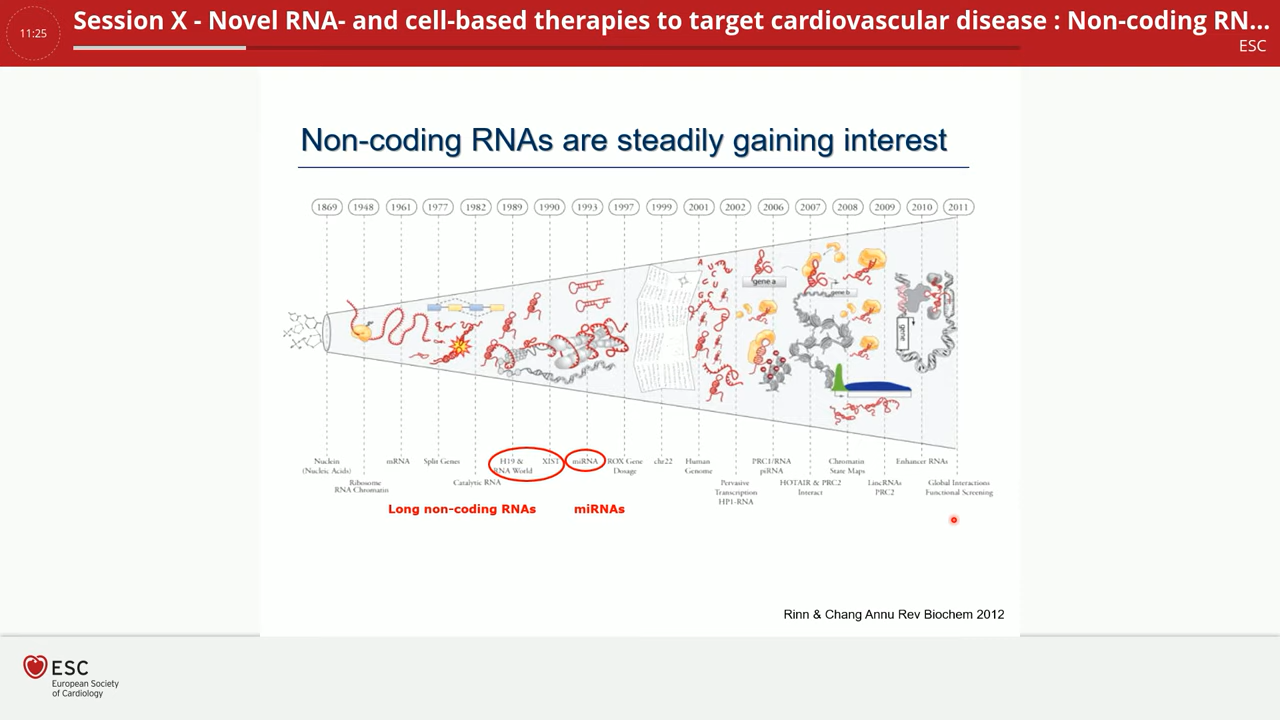 11:25
Session X - Novel RNA- and cell-based therapies to target cardiovascular disease : Non-coding RN...
ESC
Non-coding RNAs are steadily gaining interest
1869 1948 1961 1977 1982 1989 1990 1993 1997 1999 2001 2002 2006 2007 2008 2009 2010 2011
A U
C
G C
gene a
gene b
gene
Nuclein
(Nucleic Acids)
Ribosome
RNA Chromatin
mRNA
Split Genes
Catalytic RNA
H19 &
RNA World
XIST
miRNA
ROX Gene
Dosage
chr22
Human
Genome
Pervasive
Transcription
HP1-RNA
PRC1/RNA
piRNA
HOTAIR & PRC2
Interact
Chromatin
State Maps
LincRNAs
PRC2
Enhancer RNAs
Global Interactions
Functional Screening
Long non-coding RNAs
miRNAs
Rinn & Chang Annu Rev Biochem 2012
ESC
European Society
of Cardiology